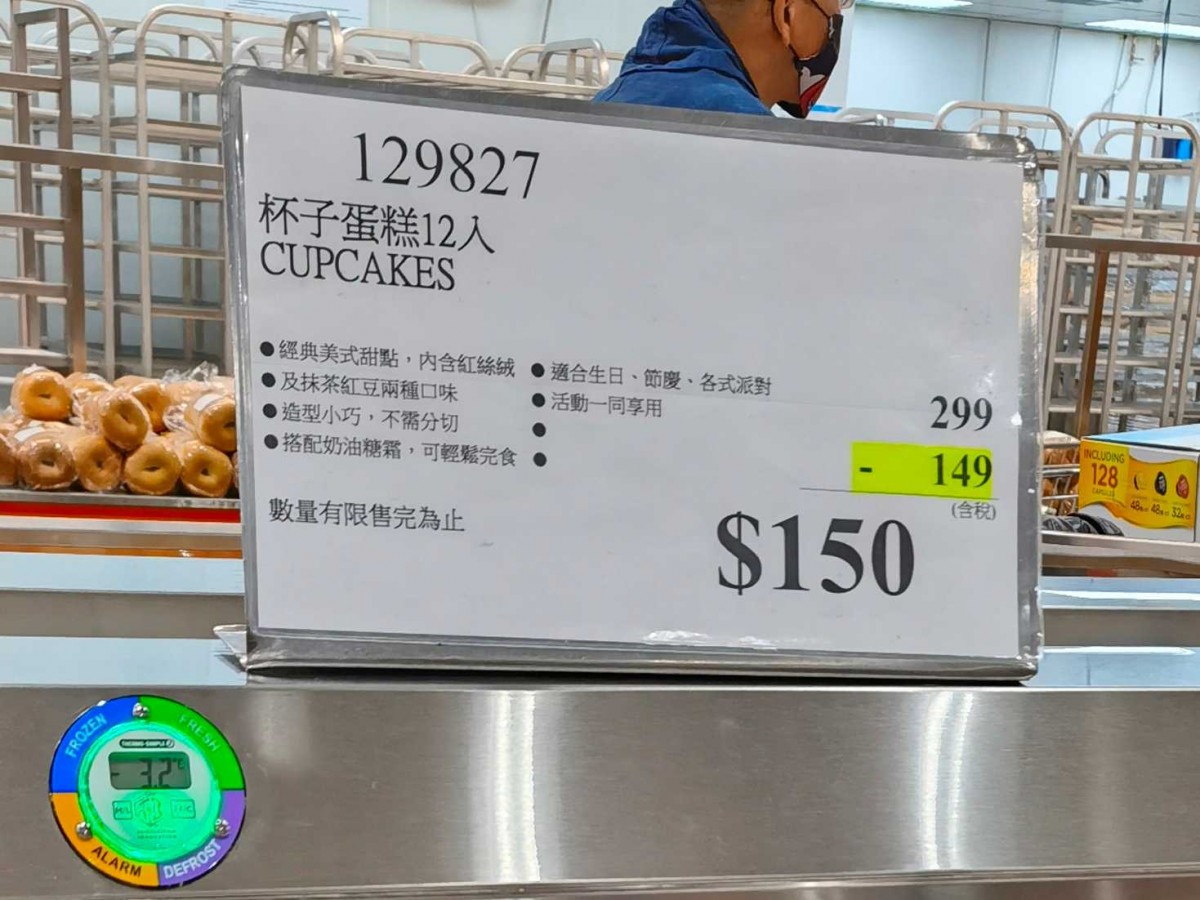 129827
杯子蛋糕12入
CUPCAKES
●經典美式甜點，內含紅絲絨
●及抹茶紅豆兩種口味
●造型小巧，不需分切
●搭配奶油糖霜，可輕鬆完食
●適合生日、節慶、各式派對
●活動一同享用
●
●
299
- 149
(含稅)
$150
數量有限售完為止
INCLUDING
128
CAPSULES
48 48 32
FROZEN
FRESH
-3.2°C
ALARM
DEFROST